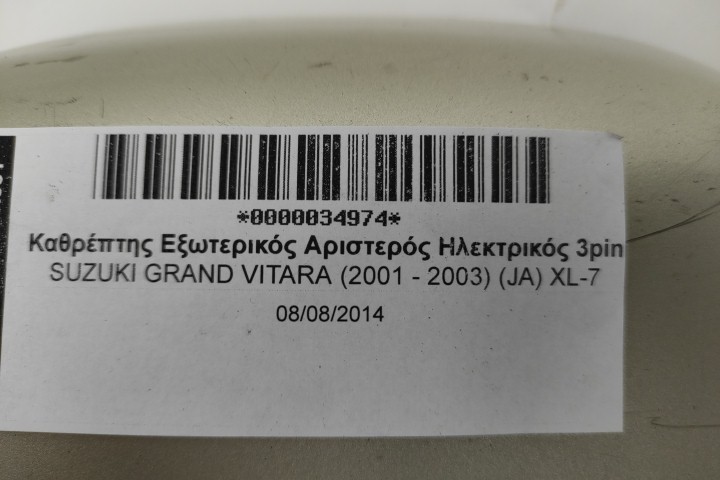 *0000034974*
Καθρέπτης Εξωτερικός Αριστερός Ηλεκτρικός 3pin
SUZUKI GRAND VITARA (2001 - 2003) (JA) XL-7
08/08/2014